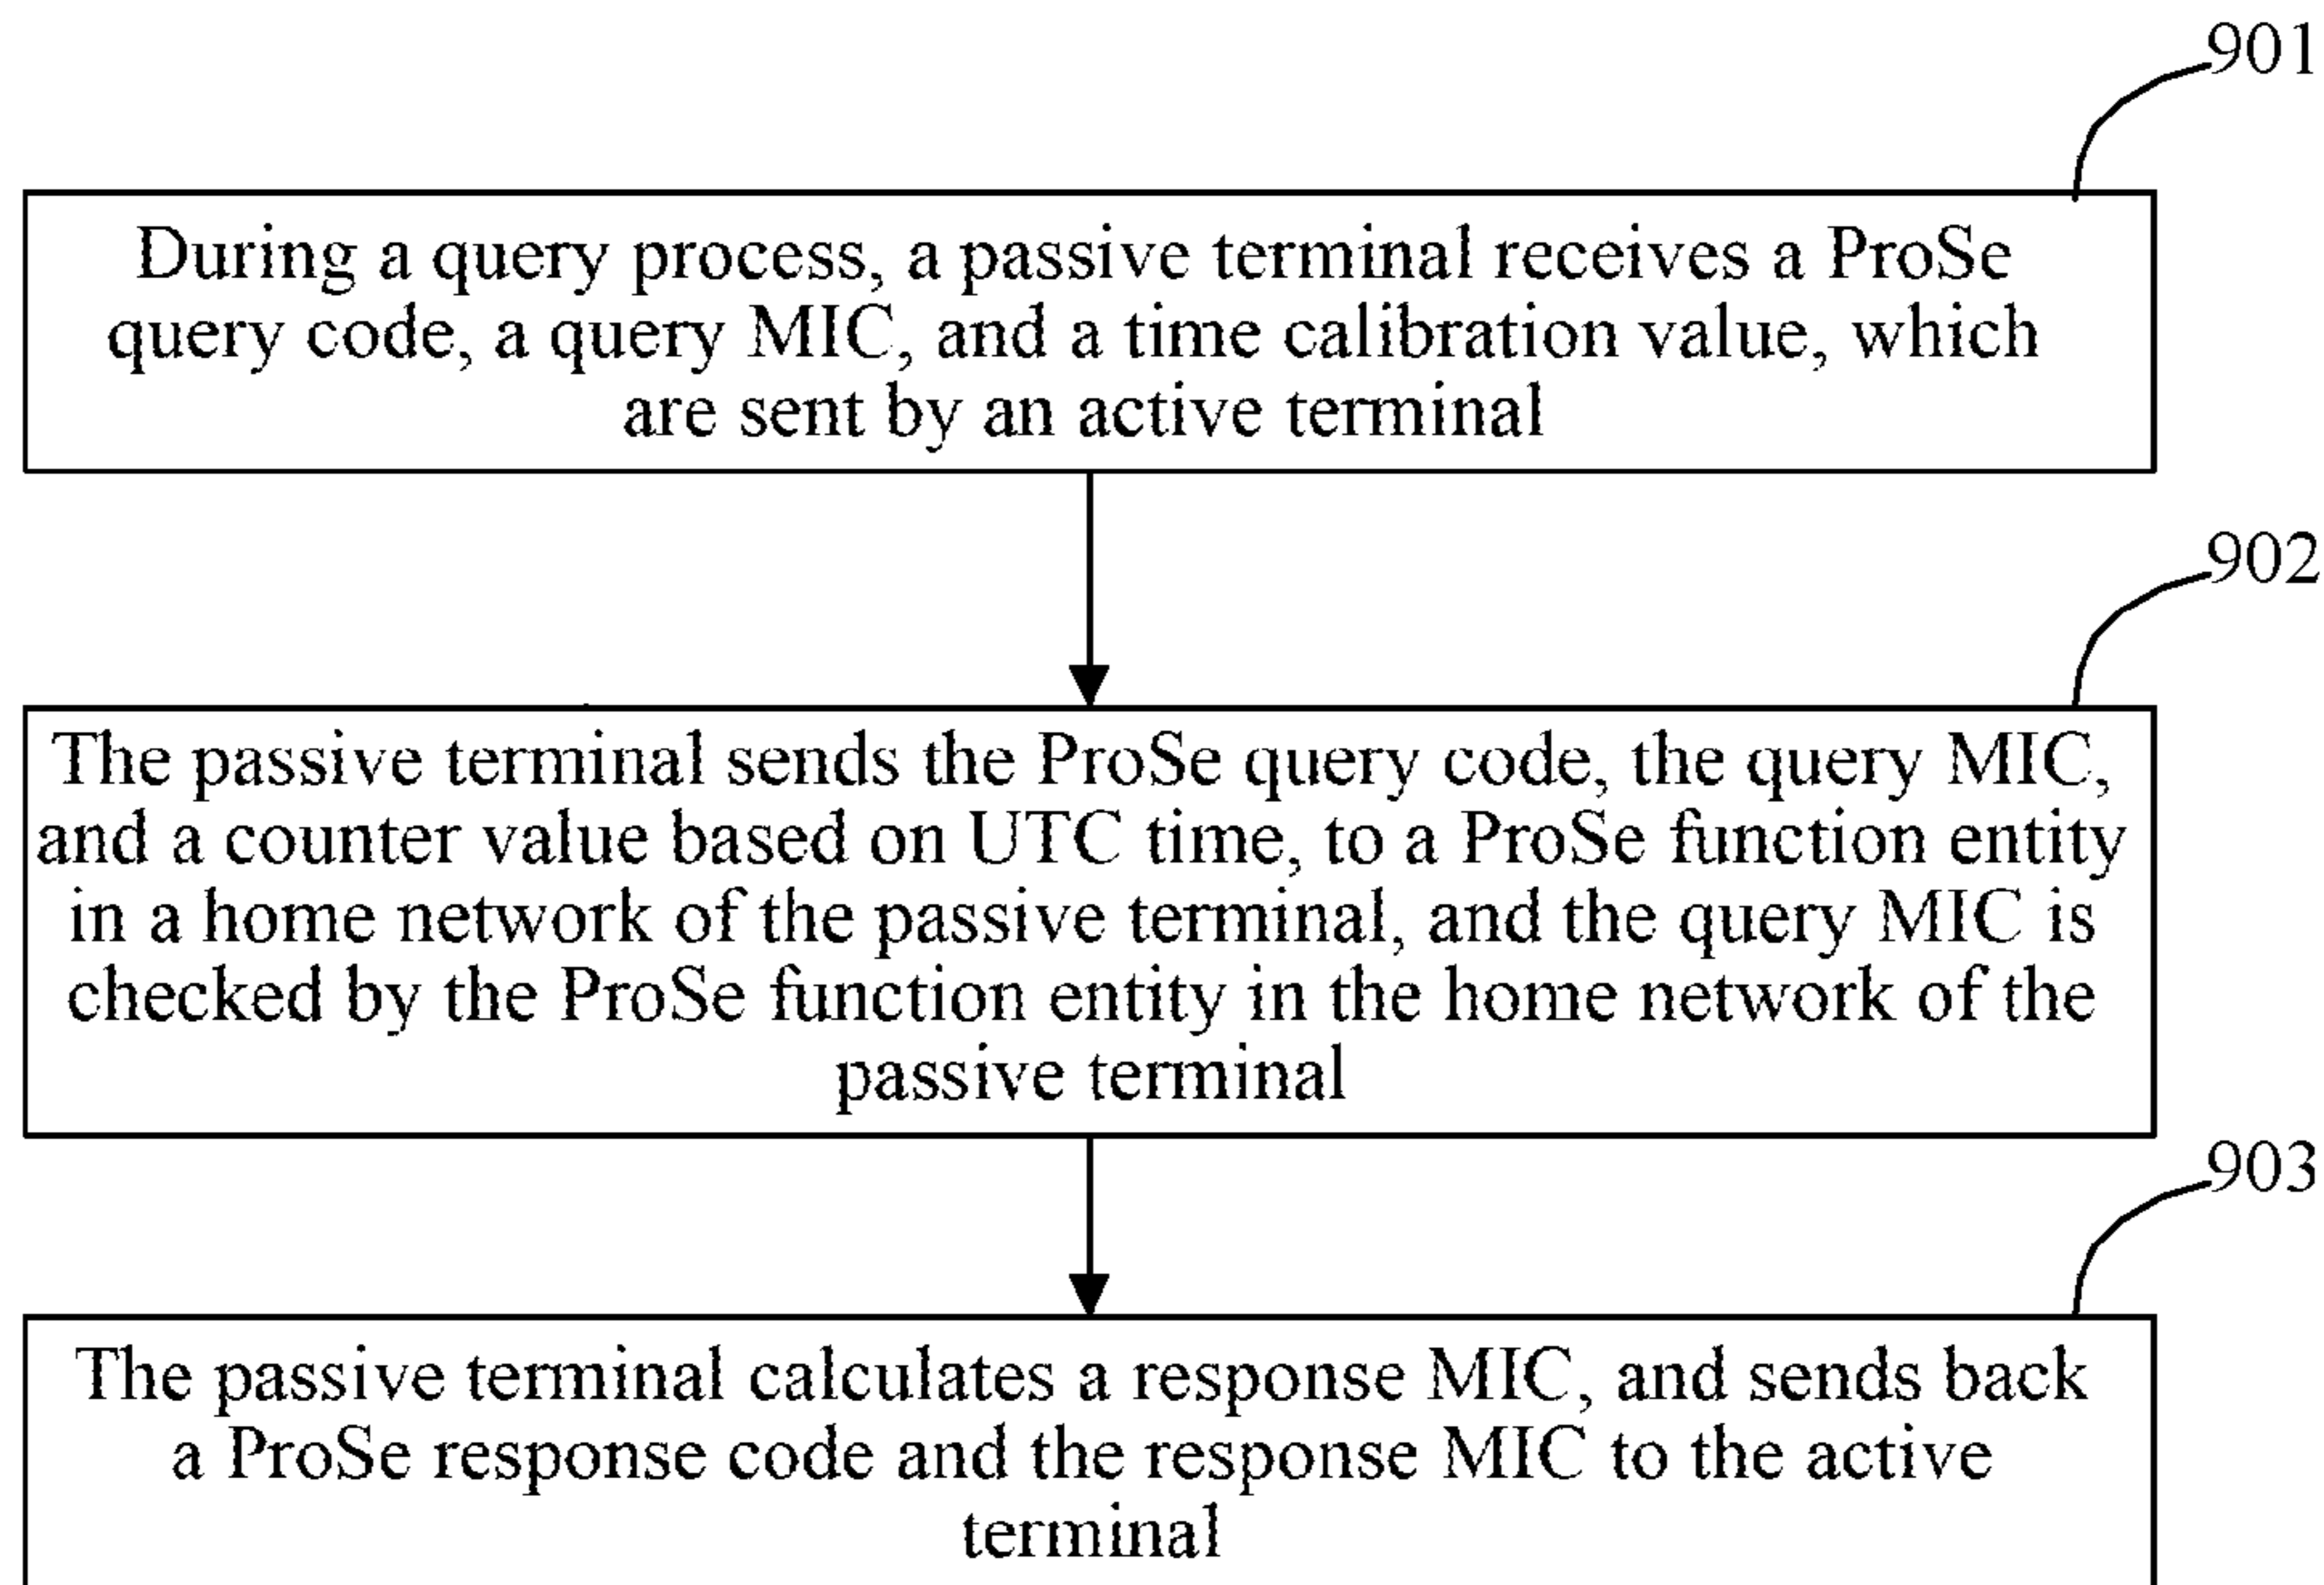 901
During a query process, a passive terminal receives a ProSe
query code, a query MIC, and a time calibration value, which
are sent by an active terminal
902
The passive terminal sends the ProSe query code, the query MIC,
and a counter value based on UTC time, to a ProSe function entity
in a home network of the passive terminal, and the query MIC is
checked by the ProSe function entity in the home network of the
passive terminal
903
The passive terminal calculates a response MIC, and sends back
a ProSe response code and the response MIC to the active
terminal